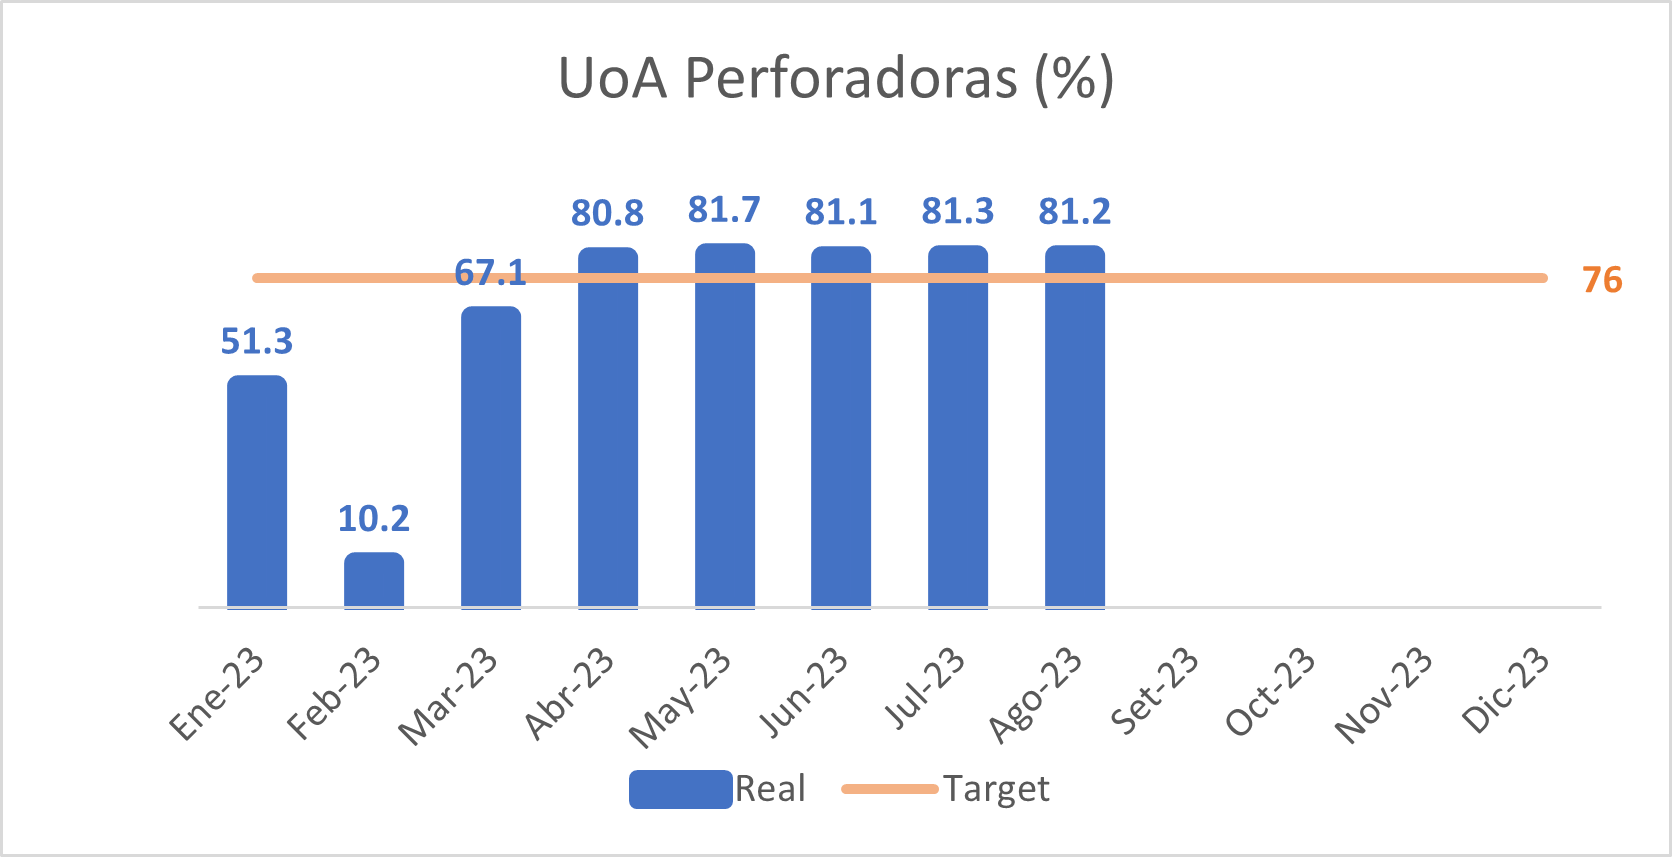 UoA Perforadoras (%)
51.3
10.2
67.1
80.8
81.7
81.1
81.3
81.2
76
Ene-23
Feb-23
Mar-23
Abr-23
May-23
Jun-23
Jul-23
Ago-23
Set-23
Oct-23
Nov-23
Dic-23
Real
Target